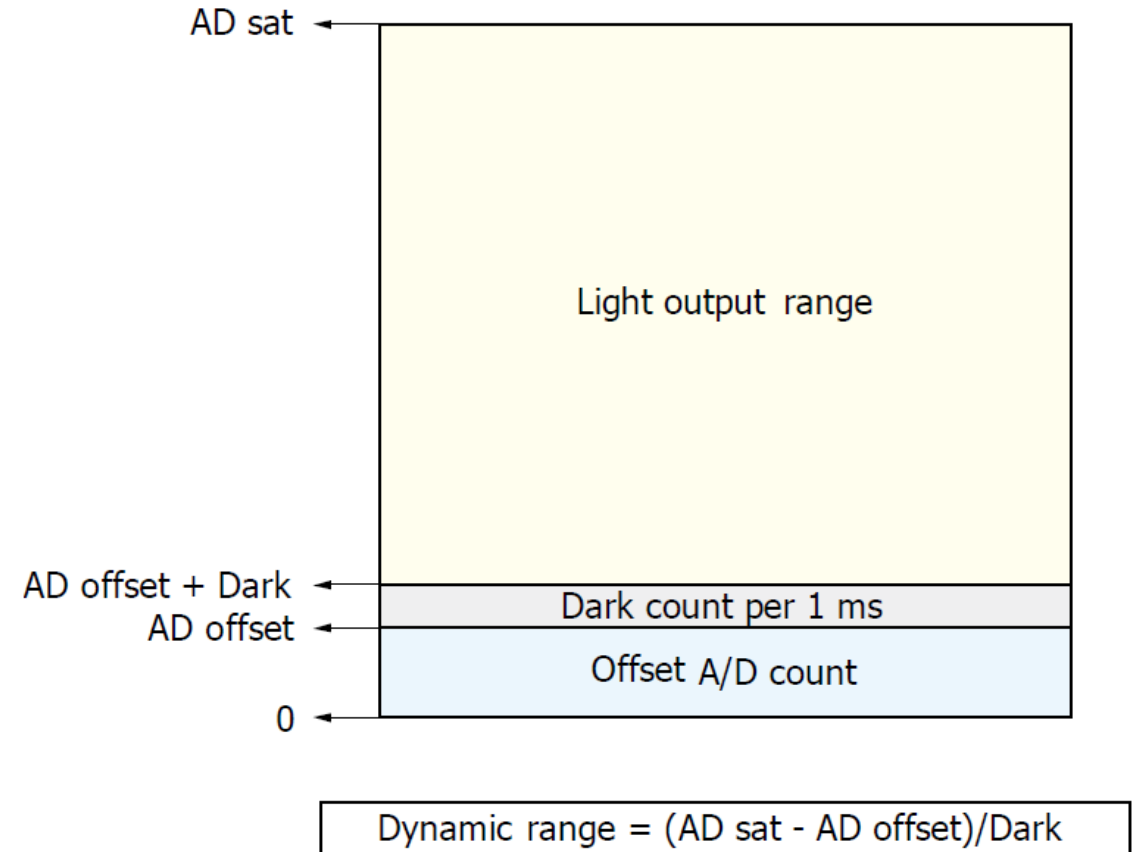 AD sat
Light output range
AD offset + Dark
Dark count per 1 ms
AD offset
Offset A/D count
0
Dynamic range = (AD sat - AD offset)/Dark